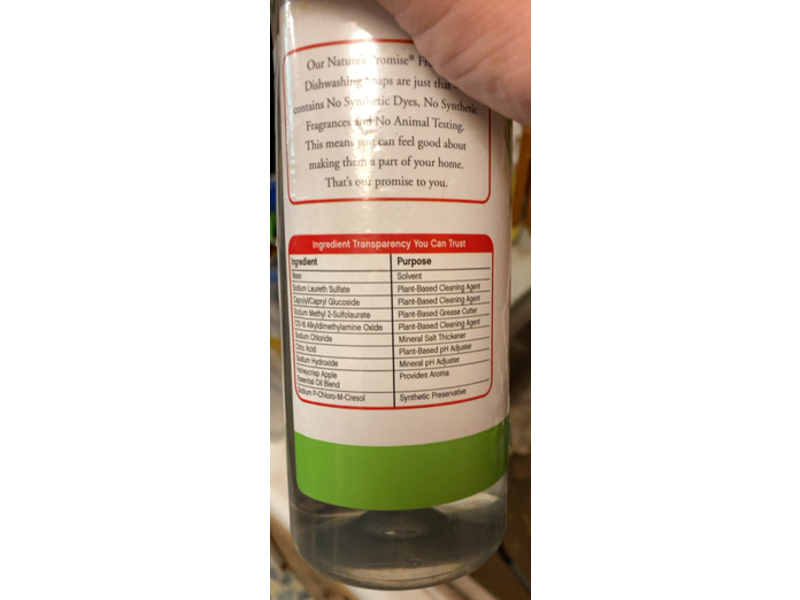 Our Nature's Promise®
Dishwashing Soaps are just that
contains No Synthetic Dyes, No Synthetic
Fragrances and No Animal Testing.
This means you can feel good about
making them a part of your home.
That's our promise to you.
Ingredient Transparency You Can Trust
Ingredient Purpose
Water Solvent
Sodium Laureth Sulfate Plant-Based Cleaning Agent
Caprylyl/Capryl Glucoside Plant-Based Cleaning Agent
Sodium Methyl 2-Sulfolaurate Plant-Based Grease Cutter
C10-16 Alkyldimethylamine Oxide Plant-Based Cleaning Agent
Sodium Chloride Mineral Salt Thickener
Citric Acid Plant-Based pH Adjuster
Sodium Hydroxide Mineral pH Adjuster
Honeycrisp Apple Provides Aroma
Essential Oil Blend
Sodium P-Chloro-M-Cresol Synthetic Preservative